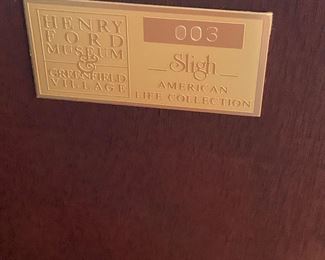 HENRY
FORD
MUSEUM
&
GREENFIELD
VILLAGE
003
Sligh
AMERICAN
LIFE COLLECTION